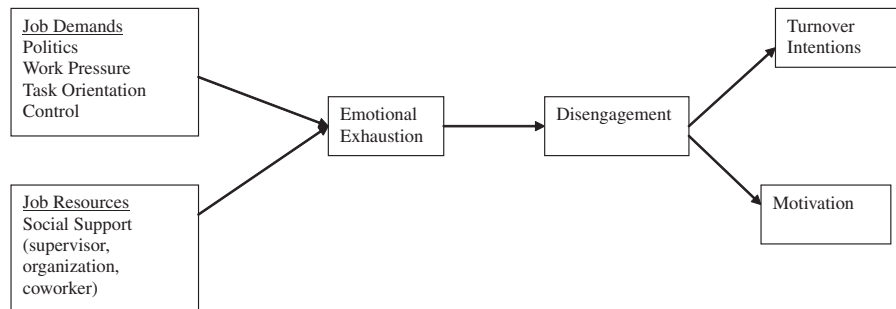 Job Demands
Politics
Work Pressure
Task Orientation
Control
Job Resources
Social Support
(supervisor,
organization,
coworker)
Emotional
Exhaustion
Disengagement
Turnover
Intentions
Motivation